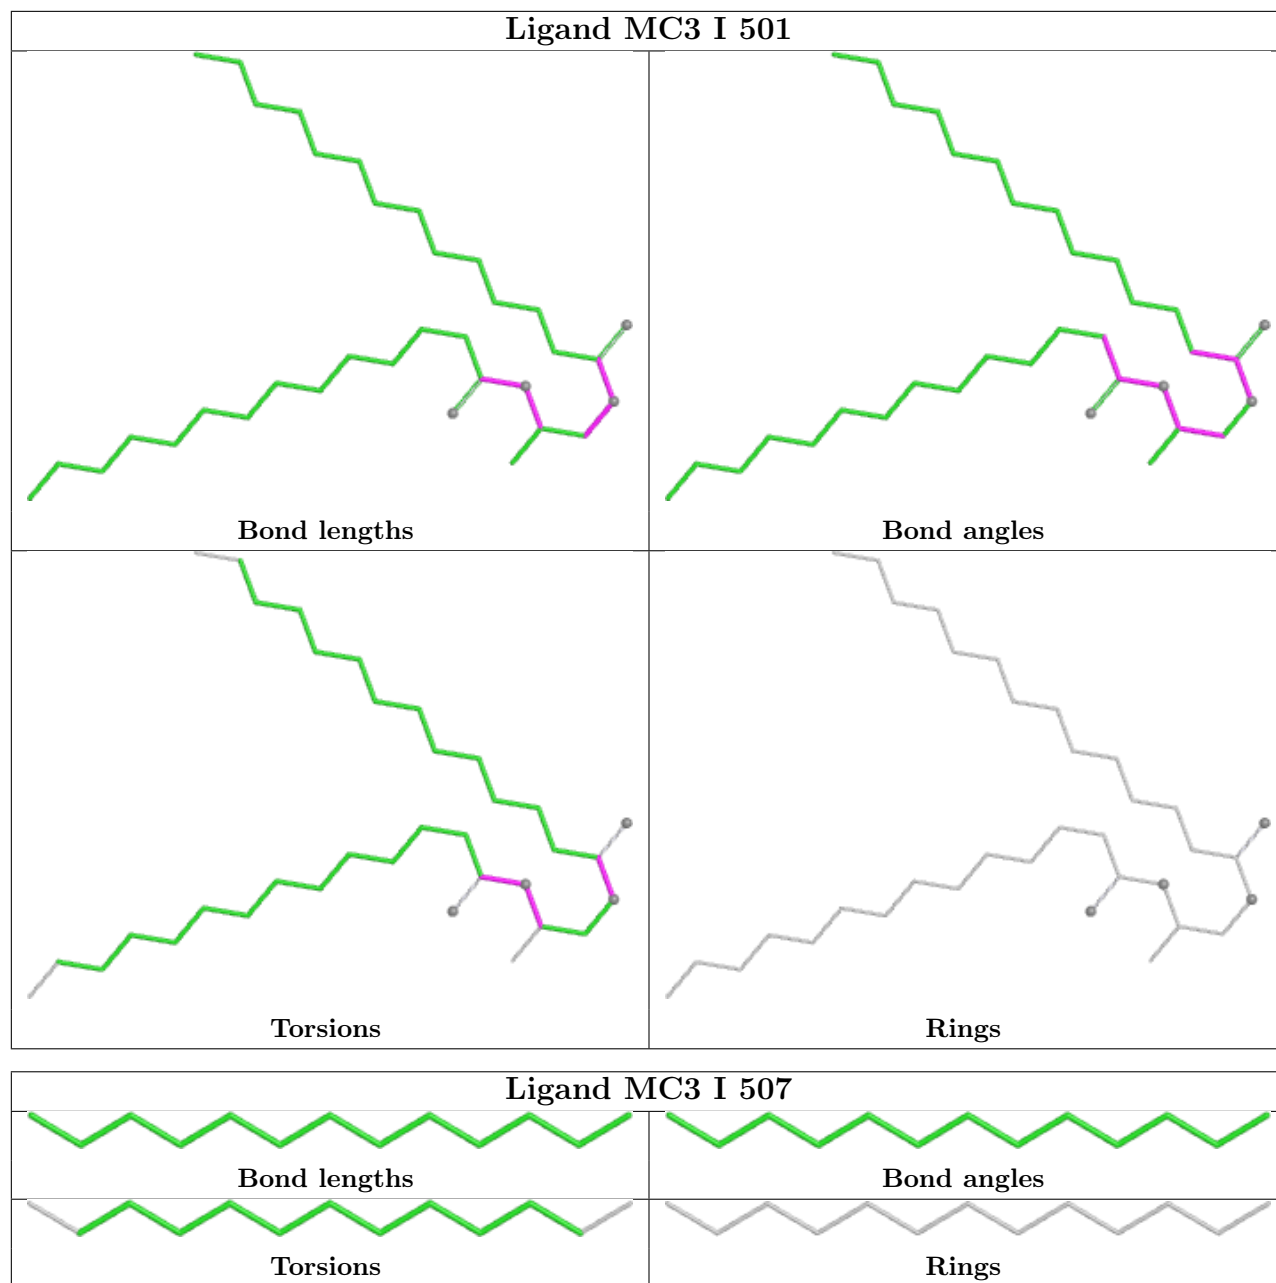 Ligand MC3 I 501
Bond lengths
Bond angles
Torsions
Rings
Ligand MC3 I 507
Bond lengths
Bond angles
Torsions
Rings